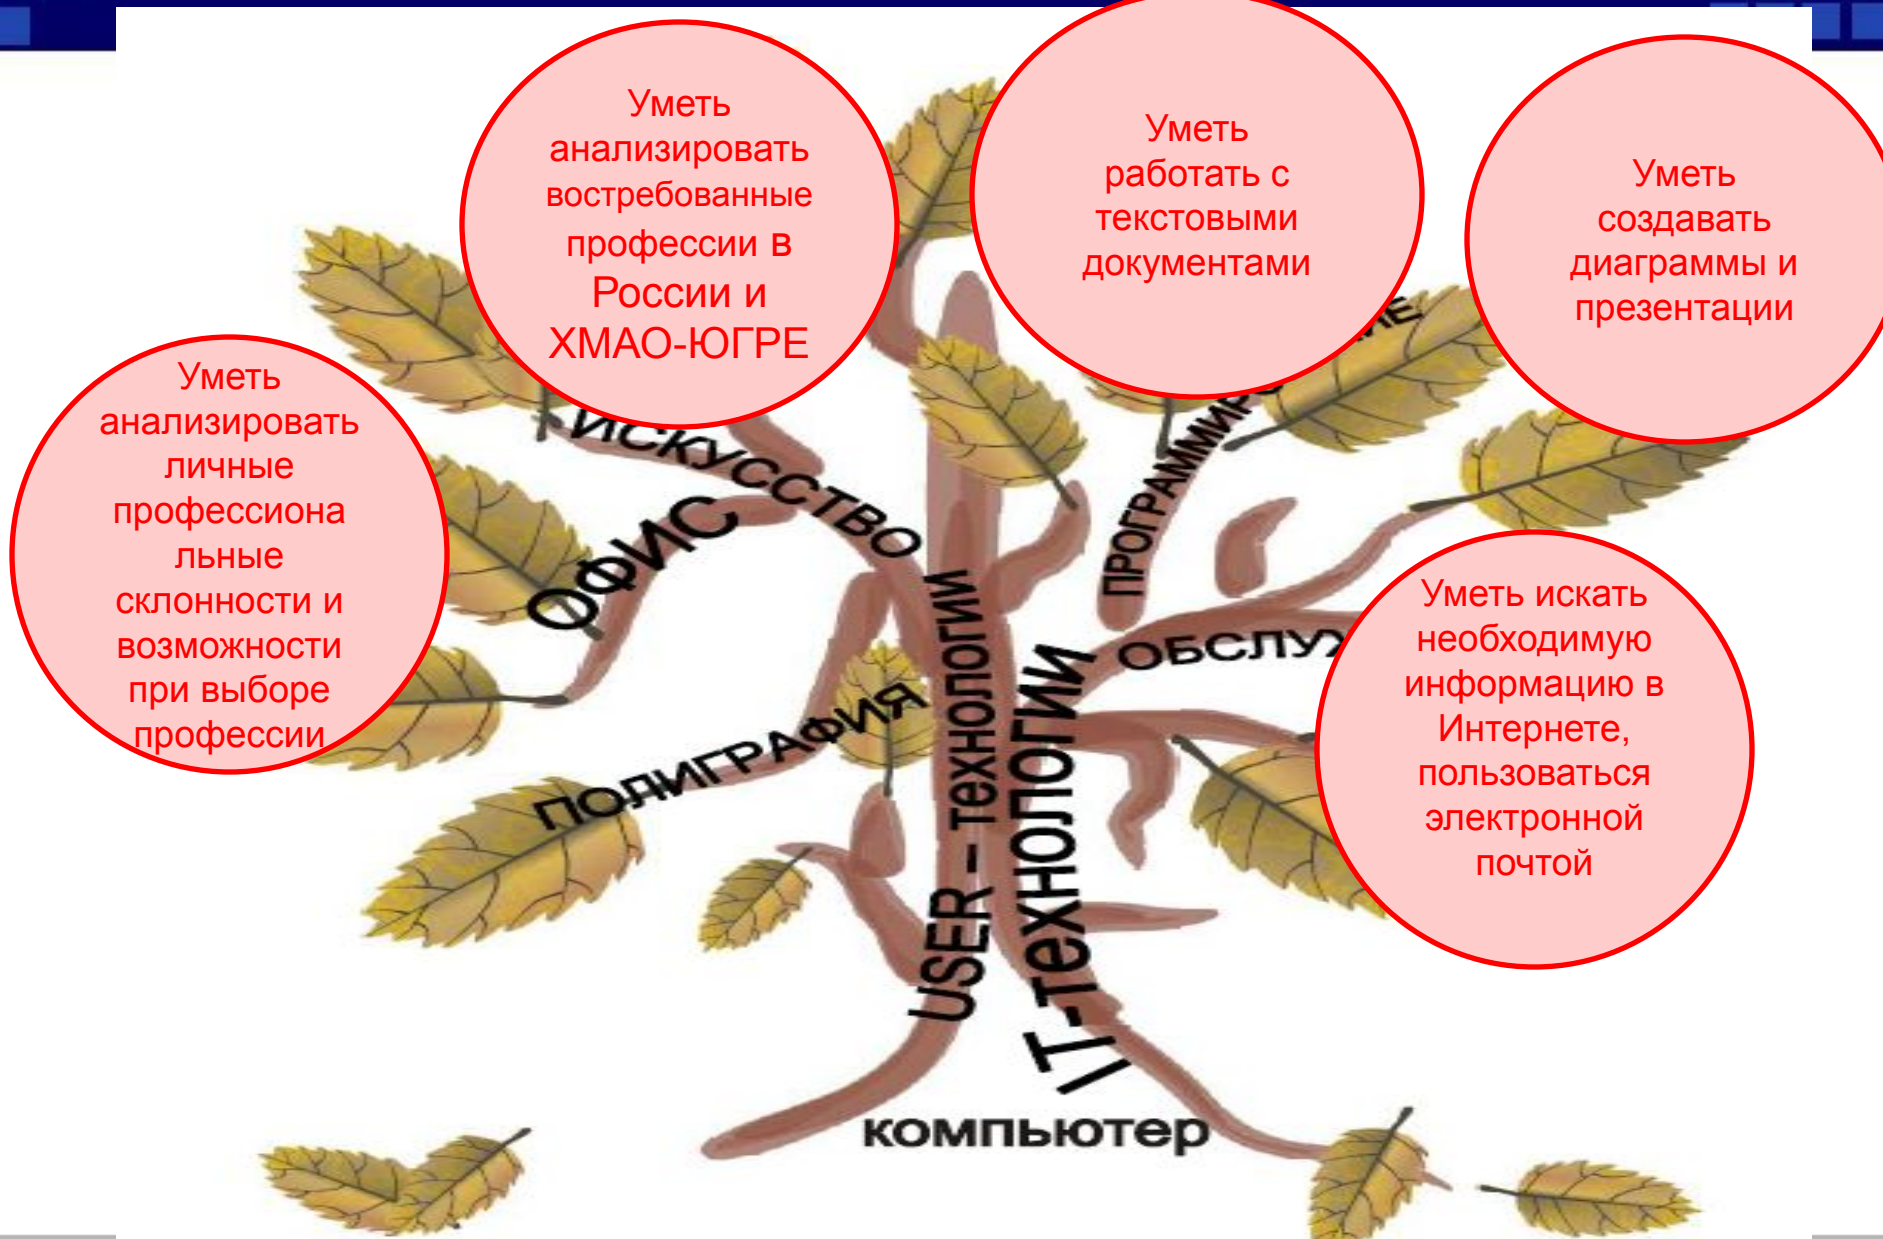 Уметь
анализировать
востребованные
профессии в
России и
ХМАО-ЮГРЕ
Уметь
работать с
текстовыми
документами
Уметь
создавать
диаграммы и
презентации
Уметь
анализировать
личные
профессиона
льные
склонности и
возможности
при выборе
профессии
Уметь искать
необходимую
информацию в
Интернете,
пользоваться
электронной
почтой
ИСКУССТВО
ОФИС
ПОЛИГРАФИЯ
USER – технологии
IT-технологии
компьютер